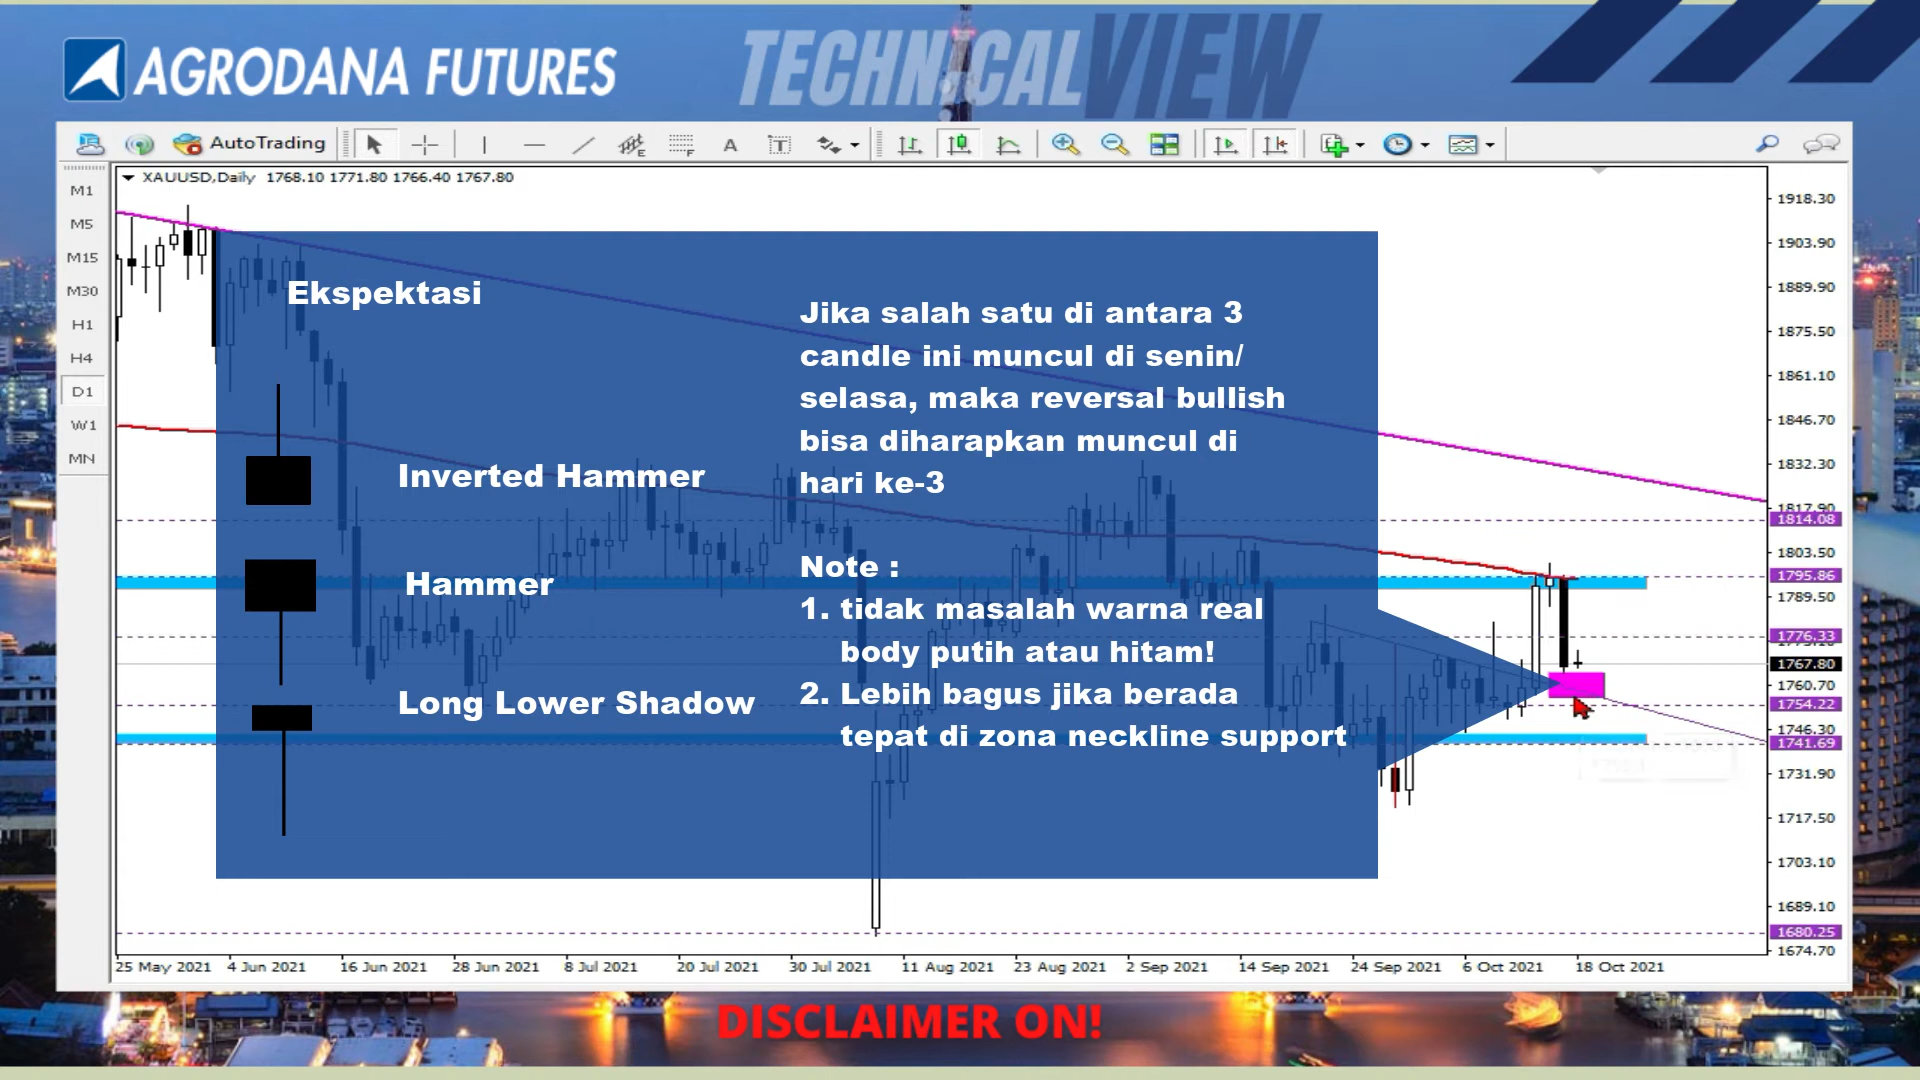 AGRODANA FUTURES
TECHNICALVIEW
AutoTrading
E
F
A
T
M1
M5
M15
M30
H1
H4
D1
W1
MN
XAUUSD,Daily 1768.10 1771.80 1766.40 1767.80
Ekspektasi
Inverted Hammer
Hammer
Long Lower Shadow
Jika salah satu di antara 3
candle ini muncul di senin/
selasa, maka reversal bullish
bisa diharapkan muncul di
hari ke-3
Note :
1. tidak masalah warna real
body putih atau hitam!
2. Lebih bagus jika berada
tepat di zona neckline support
1918.30
1903.90
1889.90
1875.50
1861.10
1846.70
1832.30
1817.90
1814.08
1803.50
1795.86
1789.50
1776.33
1767.80
1760.70
1754.22
1746.30
1741.69
1731.90
1717.50
1703.10
1689.10
1680.25
1674.70
25 May 2021 4 Jun 2021 16 Jun 2021 28 Jun 2021 8 Jul 2021 20 Jul 2021 30 Jul 2021 11 Aug 2021 23 Aug 2021 2 Sep 2021 14 Sep 2021 24 Sep 2021 6 Oct 2021 18 Oct 2021
DISCLAIMER ON!